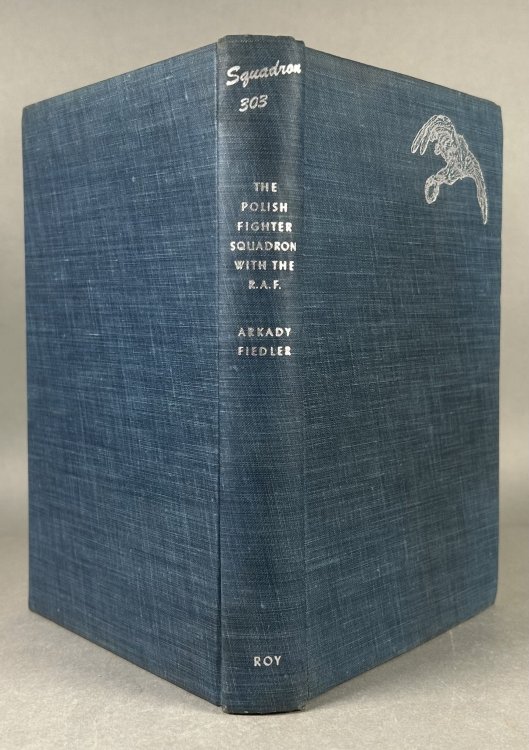 Squadron
303
THE
POLISH
FIGHTER
SQUADRON
WITH THE
R.A.F.
ARKADY
FIEDLER
ROY